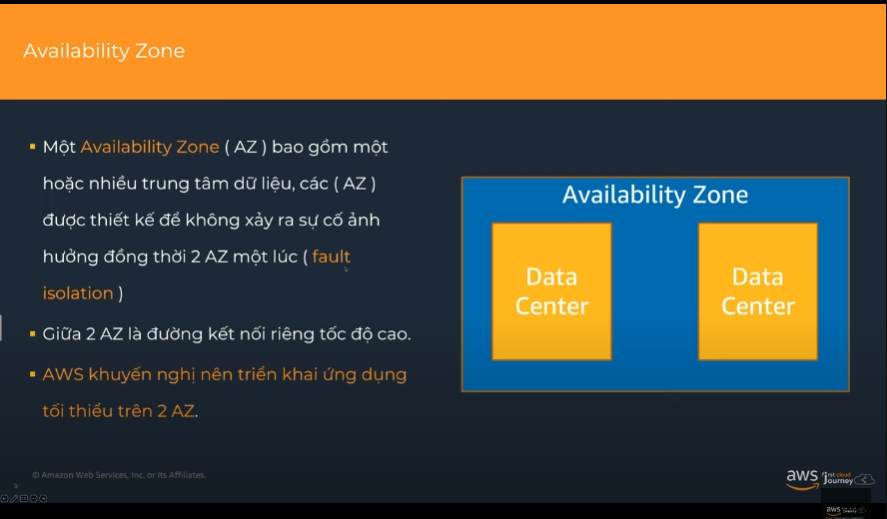 Availability Zone
▪ Một Availability Zone ( AZ ) bao gồm một
hoặc nhiều trung tâm dữ liệu, các ( AZ )
được thiết kế để không xảy ra sự cố ảnh
hưởng đồng thời 2 AZ một lúc ( fault
isolation )
▪ Giữa 2 AZ là đường kết nối riêng tốc độ cao.
▪ AWS khuyến nghị nên triển khai ứng dụng
tối thiểu trên 2 AZ.
Availability Zone
Data
Center
Data
Center
© Amazon Web Services, Inc. or its Affiliates.
aws first cloud
journey
aws